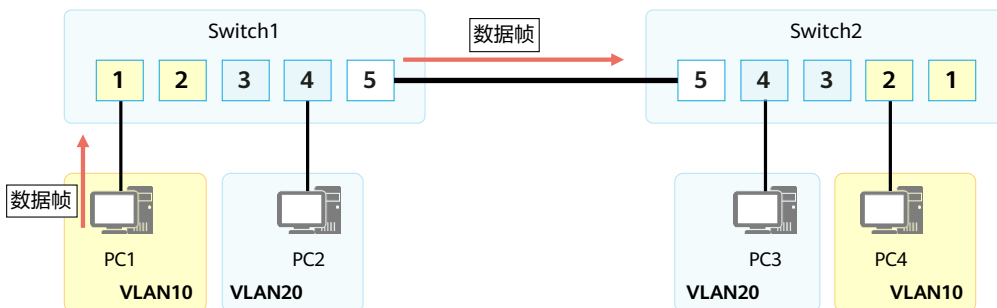 Switch1
数据帧
Switch2
1 2 3 4 5
5 4 3 2 1
数据帧
PC1
PC2
PC3
PC4
VLAN10
VLAN20
VLAN20
VLAN10